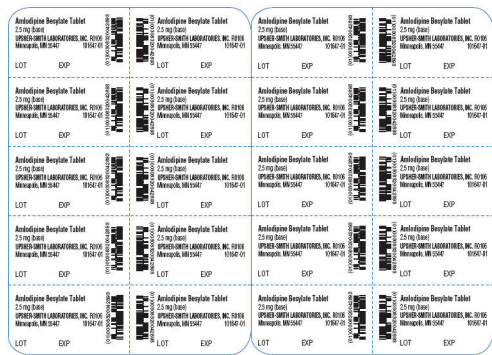 Amlodipine Besylate Tablet
2.5 mg (base)
UPSHER-SMITH LABORATORIES, INC. R0106
Minneapolis, MN 55447 101647-01
LOT EXP
Amlodipine Besylate Tablet
2.5 mg (base)
UPSHER-SMITH LABORATORIES, INC. R0106
Minneapolis, MN 55447 101647-01
LOT EXP
Amlodipine Besylate Tablet
2.5 mg (base)
UPSHER-SMITH LABORATORIES, INC. R0106
Minneapolis, MN 55447 101647-01
LOT EXP
Amlodipine Besylate Tablet
2.5 mg (base)
UPSHER-SMITH LABORATORIES, INC. R0106
Minneapolis, MN 55447 101647-01
LOT EXP
Amlodipine Besylate Tablet
2.5 mg (base)
UPSHER-SMITH LABORATORIES, INC. R0106
Minneapolis, MN 55447 101647-01
LOT EXP
Amlodipine Besylate Tablet
2.5 mg (base)
UPSHER-SMITH LABORATORIES, INC. R0106
Minneapolis, MN 55447 101647-01
LOT EXP
Amlodipine Besylate Tablet
2.5 mg (base)
UPSHER-SMITH LABORATORIES, INC. R0106
Minneapolis, MN 55447 101647-01
LOT EXP
Amlodipine Besylate Tablet
2.5 mg (base)
UPSHER-SMITH LABORATORIES, INC. R0106
Minneapolis, MN 55447 101647-01
LOT EXP
Amlodipine Besylate Tablet
2.5 mg (base)
UPSHER-SMITH LABORATORIES, INC. R0106
Minneapolis, MN 55447 101647-01
LOT EXP
Amlodipine Besylate Tablet
2.5 mg (base)
UPSHER-SMITH LABORATORIES, INC. R0106
Minneapolis, MN 55447 101647-01
LOT EXP
Amlodipine Besylate Tablet
2.5 mg (base)
UPSHER-SMITH LABORATORIES, INC. R0106
Minneapolis, MN 55447 101647-01
LOT EXP
Amlodipine Besylate Tablet
2.5 mg (base)
UPSHER-SMITH LABORATORIES, INC. R0106
Minneapolis, MN 55447 101647-01
LOT EXP
Amlodipine Besylate Tablet
2.5 mg (base)
UPSHER-SMITH LABORATORIES, INC. R0106
Minneapolis, MN 55447 101647-01
LOT EXP
Amlodipine Besylate Tablet
2.5 mg (base)
UPSHER-SMITH LABORATORIES, INC. R0106
Minneapolis, MN 55447 101647-01
LOT EXP
Amlodipine Besylate Tablet
2.5 mg (base)
UPSHER-SMITH LABORATORIES, INC. R0106
Minneapolis, MN 55447 101647-01
LOT EXP
Amlodipine Besylate Tablet
2.5 mg (base)
UPSHER-SMITH LABORATORIES, INC. R0106
Minneapolis, MN 55447 101647-01
LOT EXP
Amlodipine Besylate Tablet
2.5 mg (base)
UPSHER-SMITH LABORATORIES, INC. R0106
Minneapolis, MN 55447 101647-01
LOT EXP
Amlodipine Besylate Tablet
2.5 mg (base)
UPSHER-SMITH LABORATORIES, INC. R0106
Minneapolis, MN 55447 101647-01
LOT EXP
Amlodipine Besylate Tablet
2.5 mg (base)
UPSHER-SMITH LABORATORIES, INC. R0106
Minneapolis, MN 55447 101647-01
LOT EXP
Amlodipine Besylate Tablet
2.5 mg (base)
UPSHER-SMITH LABORATORIES, INC. R0106
Minneapolis, MN 55447 101647-01
LOT EXP